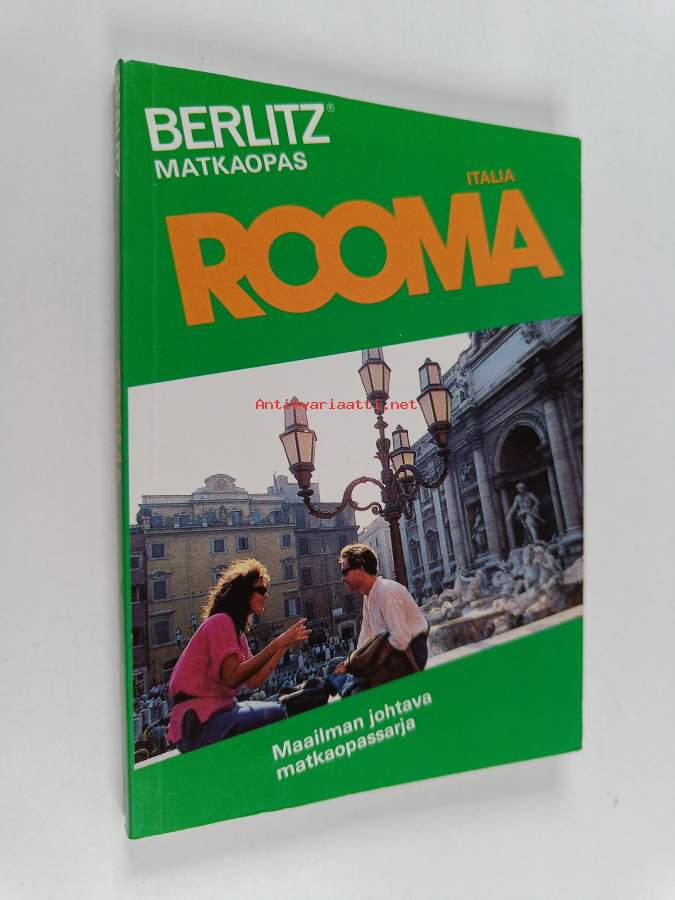 BERLITZ®
MATKAOPAS
ITALIA
ROOMA
Antikvariaatti.net
Maailman johtava
matkaopassarja